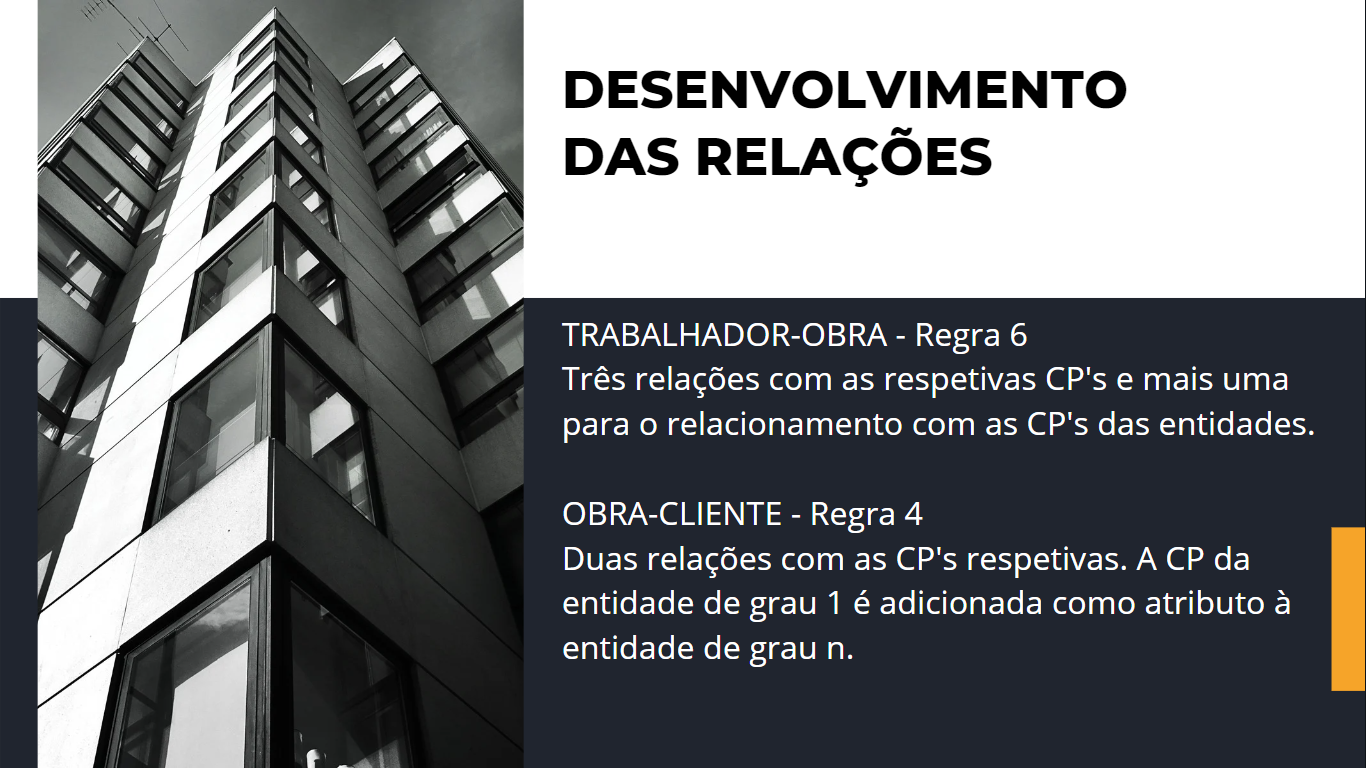 DESENVOLVIMENTO
DAS RELAÇÕES
TRABALHADOR-OBRA - Regra 6
Três relações com as respetivas CP's e mais uma
para o relacionamento com as CP's das entidades.
OBRA-CLIENTE - Regra 4
Duas relações com as CP's respetivas. A CP da
entidade de grau 1 é adicionada como atributo à
entidade de grau n.